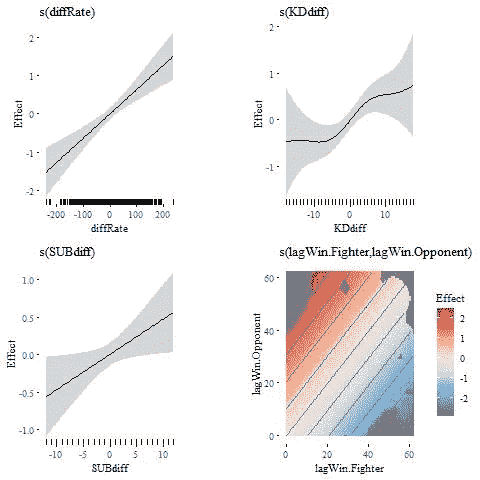 s(diffRate)
2
1
0
-1
-2
Effect
-200 -100 0 100 200
diffRate
s(KDdiff)
2
1
0
-1
Effect
-10 0 10
KDdiff
s(SUBdiff)
1.0
0.5
0.0
-0.5
-1.0
Effect
-10 -5 0 5 10
SUBdiff
s(lagWin.Fighter,lagWin.Opponent)
60
40
20
0
lagWin.Opponent
0 20 40 60
lagWin.Fighter
Effect
2
1
0
-1
-2